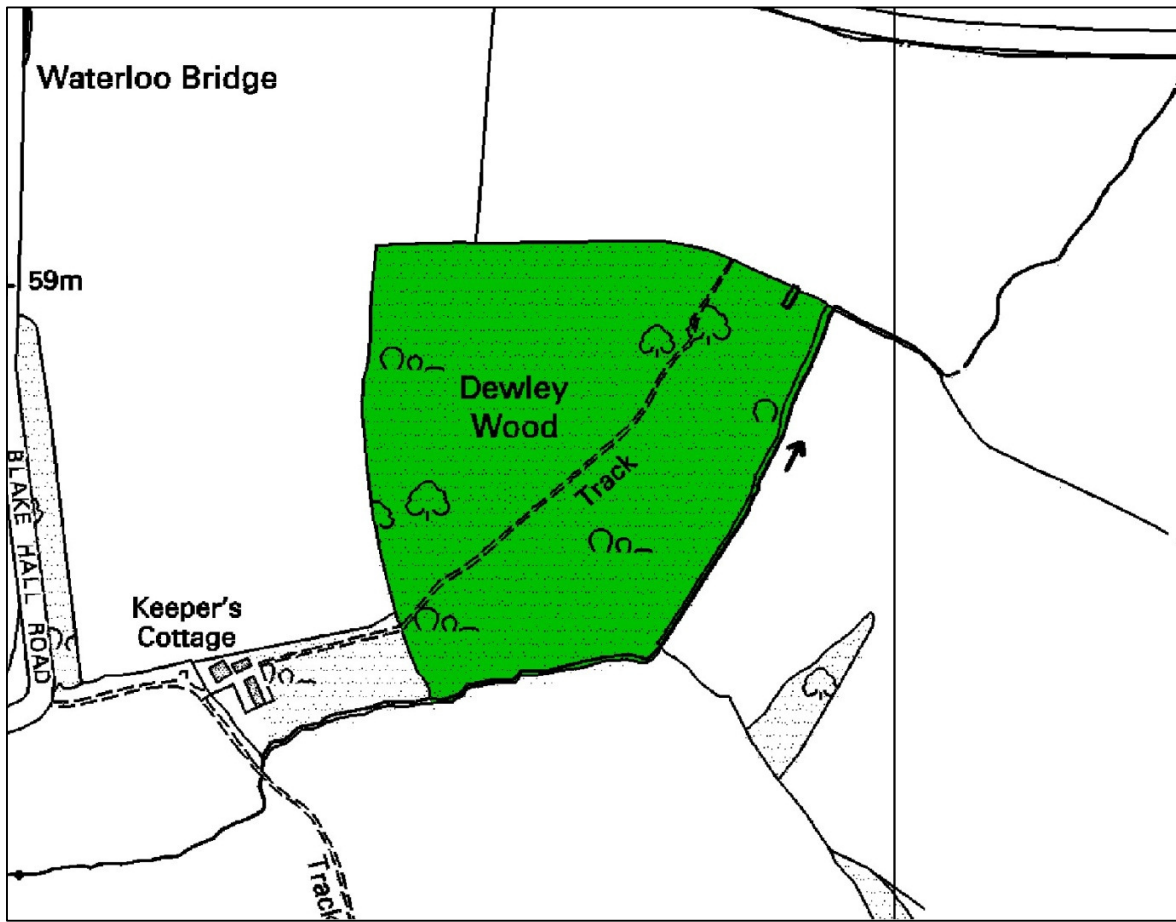 Waterloo Bridge
59m
Dewley
Wood
Track
BLAKE HALL ROAD
Keeper's
Cottage
Track